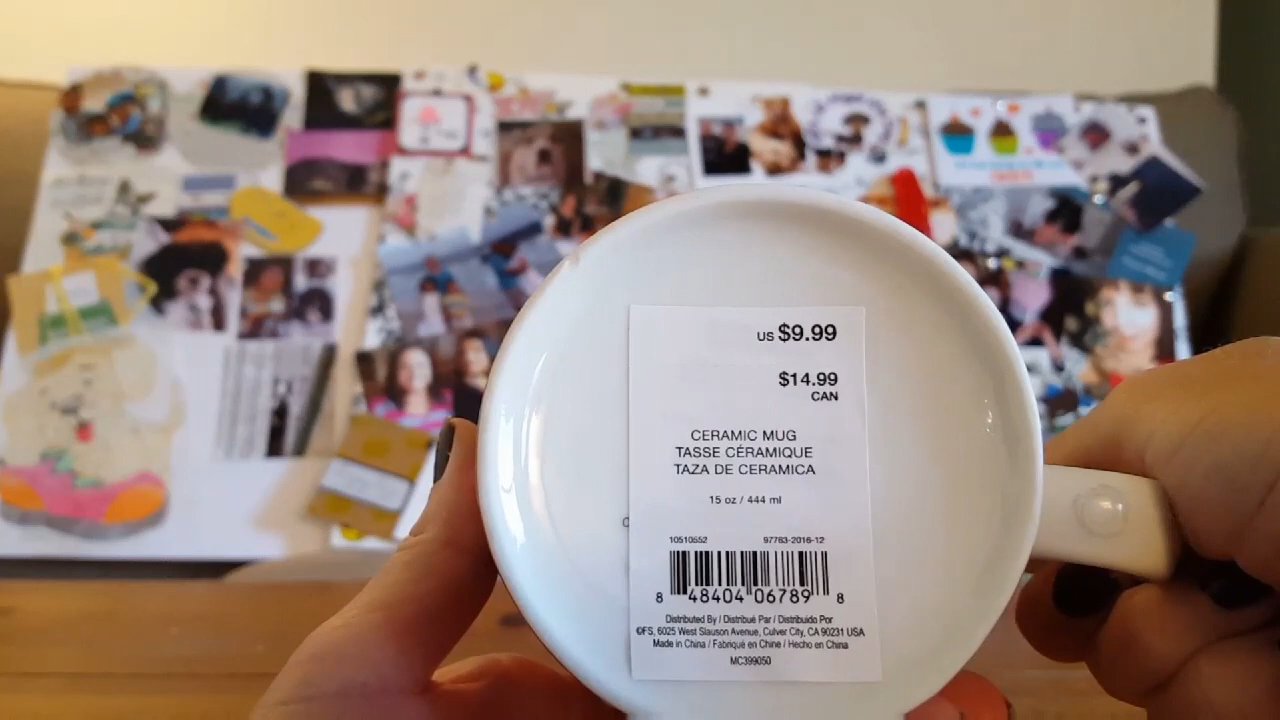 US $9.99
$14.99
CAN
CERAMIC MUG
TASSE CÉRAMIQUE
TAZA DE CERAMICA
15 oz / 444 ml
10510552 97763-2016-12
8 48404 06789 8
Distributed By / Distribué Par / Distribuido Por
©FS, 6025 West Slauson Avenue, Culver City, CA 90231 USA
Made in China / Fabriqué en Chine / Hecho en China
MC399050